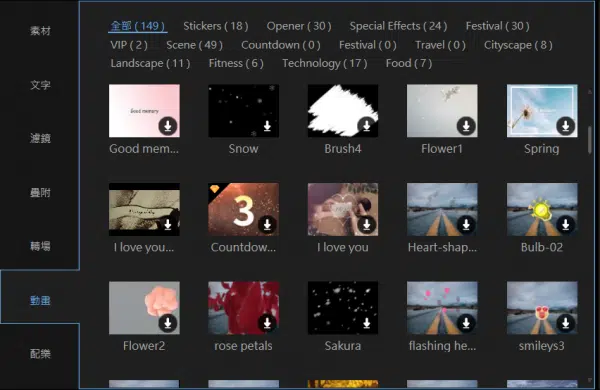 素材
文字
濾鏡
疊附
轉場
動畫
配樂
全部 ( 149 ) Stickers ( 18 ) Opener ( 30 ) Special Effects ( 24 ) Festival ( 30 )
VIP ( 2 ) Scene ( 49 ) Countdown ( 0 ) Festival ( 0 ) Travel ( 0 ) Cityscape ( 8 )
Landscape ( 11 ) Fitness ( 6 ) Technology ( 17 ) Food ( 7 )
Good memory
Good mem... Snow Brush4 Flower1 Spring
3
I love you... Countdow... I love you Heart-shap... Bulb-02
Flower2 rose petals Sakura flashing he... smileys3